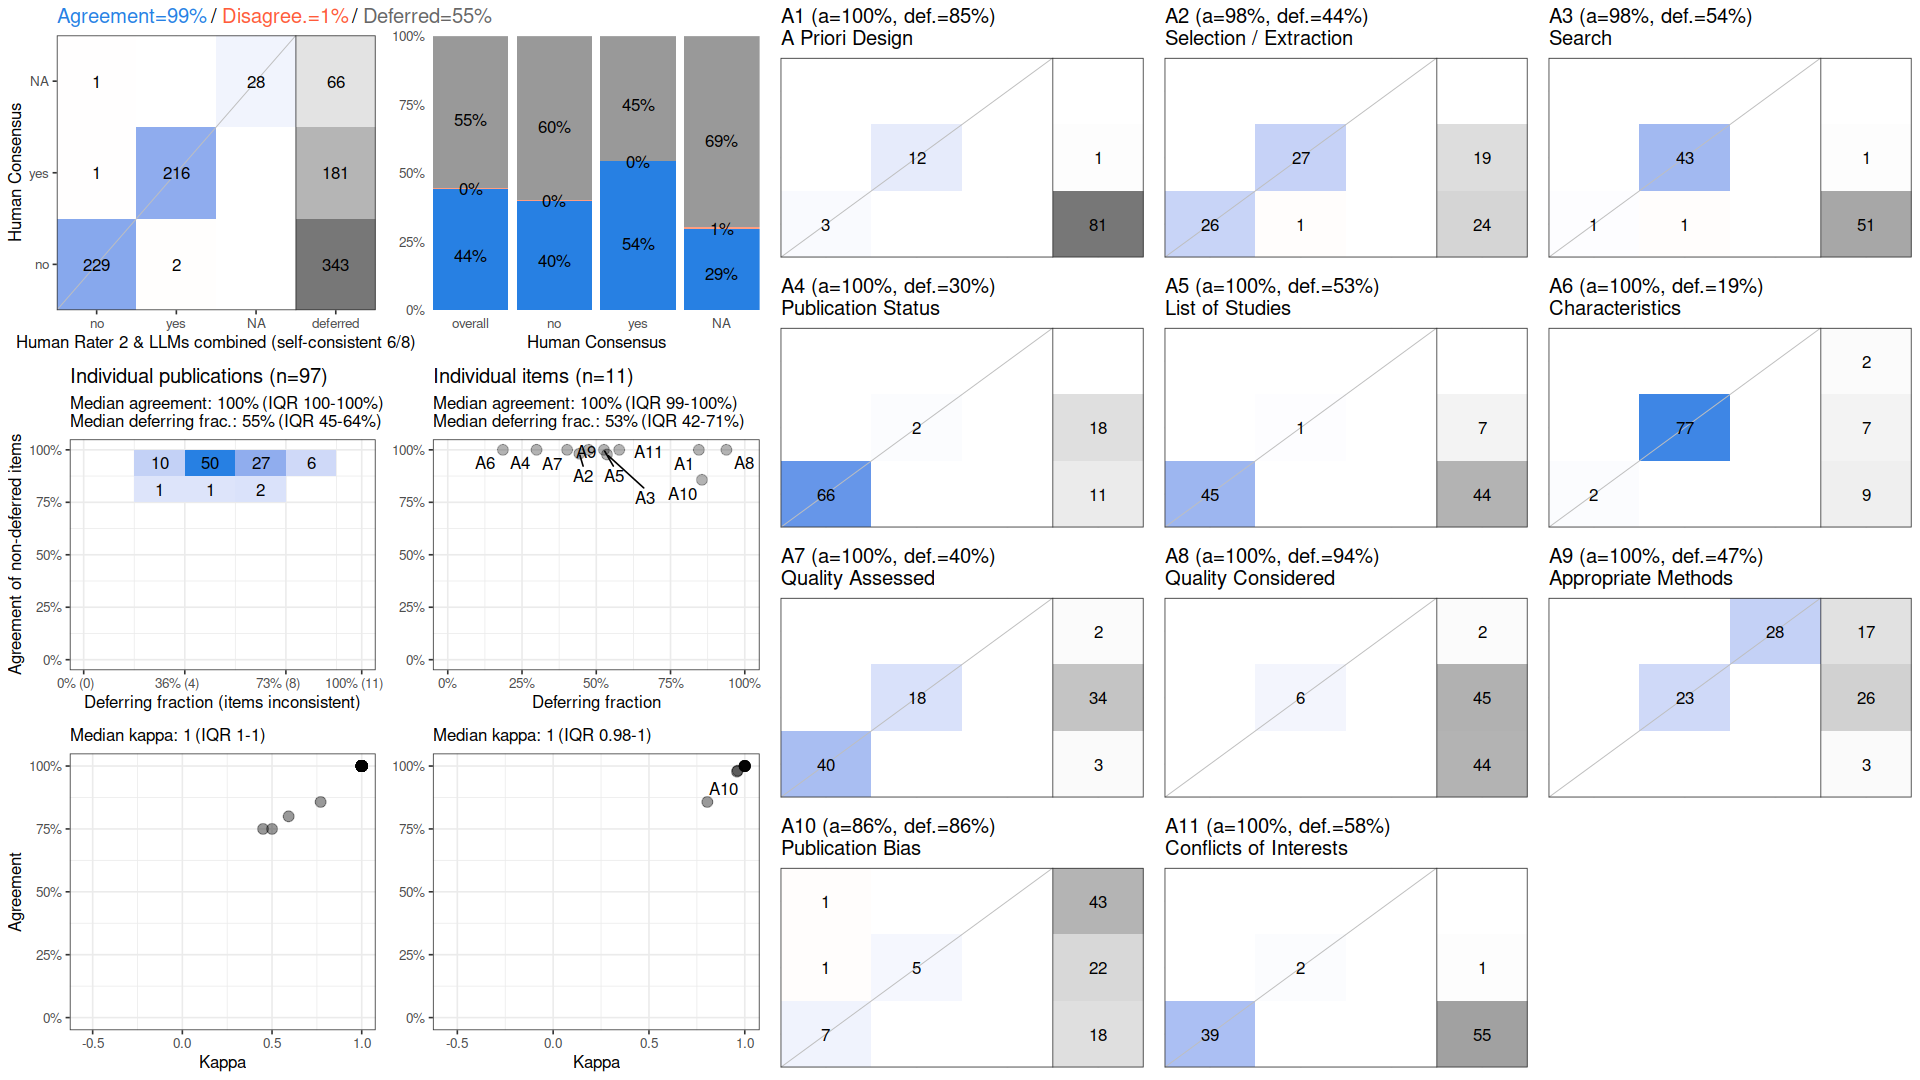 Agreement=99% / Disagree.=1% / Deferred=55%
Human Consensus
NA
yes
no
1
28
66
1
216
181
229
2
343
no
yes
NA
deferred
Human Rater 2 & LLMs combined (self-consistent 6/8)
100%
75%
50%
25%
0%
55%
0%
44%
60%
0%
40%
45%
0%
54%
69%
1%
29%
overall
no
yes
NA
Human Consensus
Individual publications (n=97)
Median agreement: 100% (IQR 100-100%)
Median deferring frac.: 55% (IQR 45-64%)
Agreement of non-deferred items
100%
75%
50%
25%
0%
10
50
27
6
1
1
2
0% (0)
36% (4)
73% (8)
100% (11)
Deferring fraction (items inconsistent)
Individual items (n=11)
Median agreement: 100% (IQR 99-100%)
Median deferring frac.: 53% (IQR 42-71%)
100%
75%
50%
25%
0%
A6
A4
A7
A9
A2
A5
A11
A3
A1
A10
A8
0%
25%
50%
75%
100%
Deferring fraction
Median kappa: 1 (IQR 1-1)
Agreement
100%
75%
50%
25%
0%
-0.5
0.0
0.5
1.0
Kappa
Median kappa: 1 (IQR 0.98-1)
100%
75%
50%
25%
0%
A10
-0.5
0.0
0.5
1.0
Kappa
A1 (a=100%, def.=85%)
A Priori Design
12
1
3
81
A2 (a=98%, def.=44%)
Selection / Extraction
27
19
26
1
24
A3 (a=98%, def.=54%)
Search
43
1
1
1
51
A4 (a=100%, def.=30%)
Publication Status
2
18
66
11
A5 (a=100%, def.=53%)
List of Studies
1
7
45
44
A6 (a=100%, def.=19%)
Characteristics
2
77
7
2
9
A7 (a=100%, def.=40%)
Quality Assessed
2
18
34
40
3
A8 (a=100%, def.=94%)
Quality Considered
2
6
45
44
A9 (a=100%, def.=47%)
Appropriate Methods
28
17
23
26
3
A10 (a=86%, def.=86%)
Publication Bias
1
43
1
5
22
7
18
A11 (a=100%, def.=58%)
Conflicts of Interests
2
1
39
55